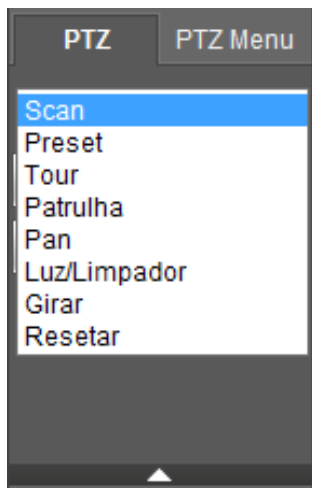 PTZ PTZ Menu
Scan
Preset
Tour
Patrulha
Pan
Luz/Limpador
Girar
Resetar